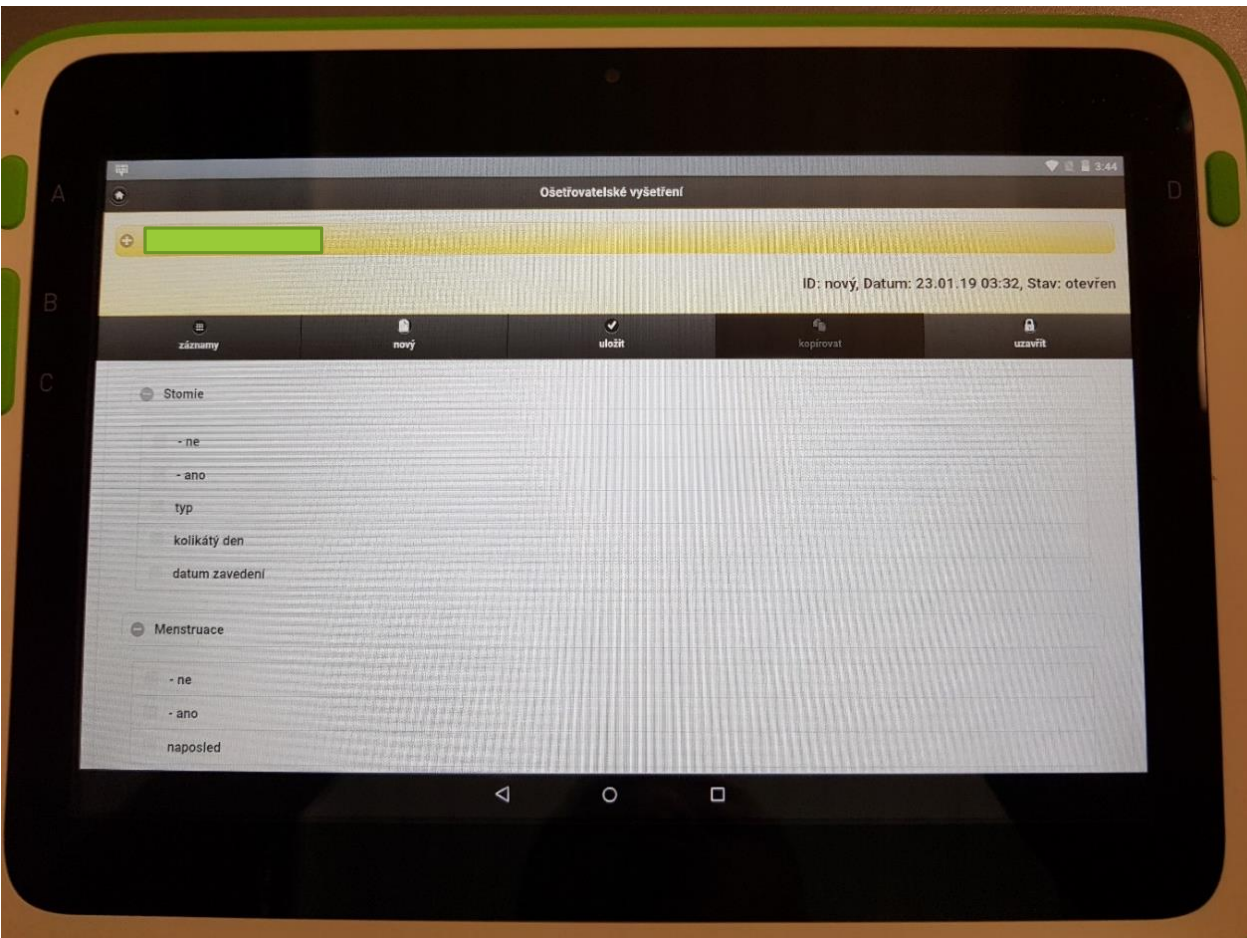 3:44
A
Ošetřovatelské vyšetření
D
ID: nový, Datum: 23.01.19 03:32, Stav: otevřen
B
záznamy nový uložit kopírovat uzavřít
C
Stomie
- ne
- ano
typ
kolikátý den
datum zavedení
Menstruace
- ne
- ano
naposled